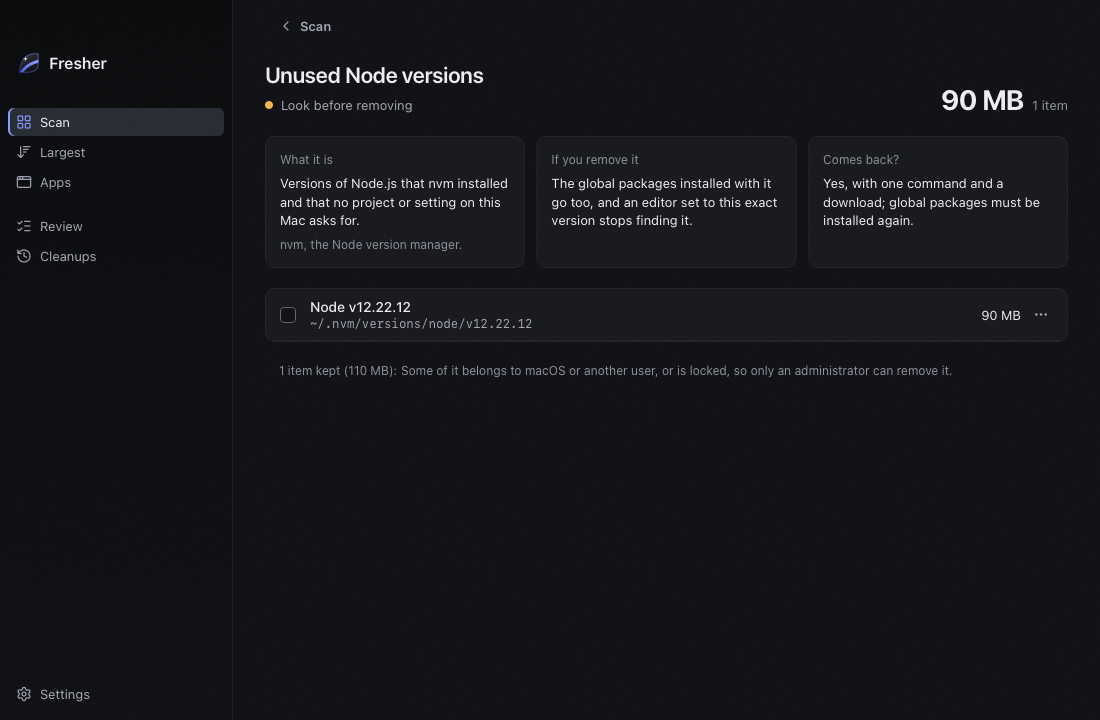 Scan
Fresher
Scan
Largest
Apps
Review
Cleanups
Settings
Unused Node versions
Look before removing
90 MB 1 item
What it is
Versions of Node.js that nvm installed
and that no project or setting on this
Mac asks for.
nvm, the Node version manager.
If you remove it
The global packages installed with it
go too, and an editor set to this exact
version stops finding it.
Comes back?
Yes, with one command and a
download; global packages must be
installed again.
Node v12.22.12
~/.nvm/versions/node/v12.22.12
90 MB
1 item kept (110 MB): Some of it belongs to macOS or another user, or is locked, so only an administrator can remove it.